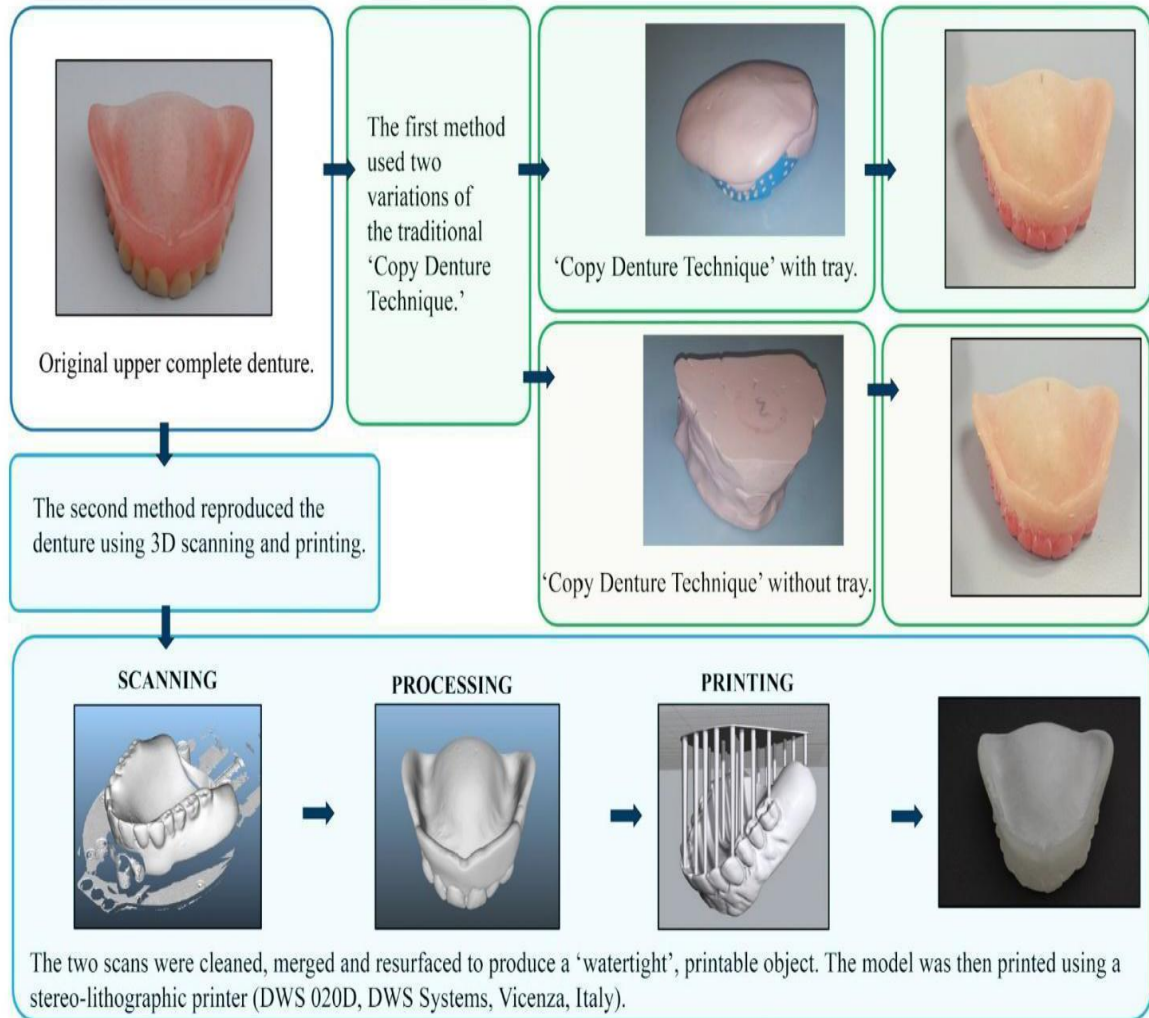 Original upper complete denture.
The first method
used two
variations of
the traditional
‘Copy Denture
Technique.’
‘Copy Denture Technique’ with tray.
‘Copy Denture Technique’ without tray.
The second method reproduced the
denture using 3D scanning and printing.
SCANNING
PROCESSING
PRINTING
The two scans were cleaned, merged and resurfaced to produce a ‘watertight’, printable object. The model was then printed using a
stereo-lithographic printer (DWS 020D, DWS Systems, Vicenza, Italy).